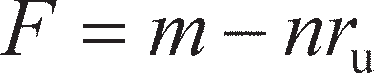 F = m − nr_u